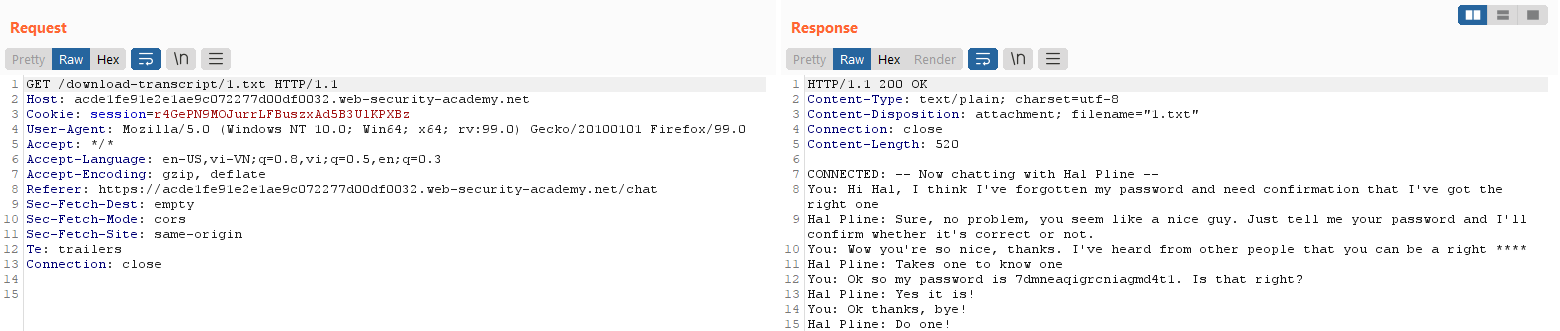 Request
Pretty Raw Hex \n
1 GET /download-transcript/1.txt HTTP/1.1
2 Host: acde1fe91e2e1ae9c072277d00df0032.web-security-academy.net
3 Cookie: session=r4GePN9MOJurrLFBuszxAd5B3UlKPXBz
4 User-Agent: Mozilla/5.0 (Windows NT 10.0; Win64; x64; rv:99.0) Gecko/20100101 Firefox/99.0
5 Accept: */*
6 Accept-Language: en-US,vi-VN;q=0.8,vi;q=0.5,en;q=0.3
7 Accept-Encoding: gzip, deflate
8 Referer: https://acde1fe91e2e1ae9c072277d00df0032.web-security-academy.net/chat
9 Sec-Fetch-Dest: empty
10 Sec-Fetch-Mode: cors
11 Sec-Fetch-Site: same-origin
12 Te: trailers
13 Connection: close
14
15
Response
Pretty Raw Hex Render \n
1 HTTP/1.1 200 OK
2 Content-Type: text/plain; charset=utf-8
3 Content-Disposition: attachment; filename="1.txt"
4 Connection: close
5 Content-Length: 520
6
7 CONNECTED: -- Now chatting with Hal Pline --
8 You: Hi Hal, I think I've forgotten my password and need confirmation that I've got the
right one
9 Hal Pline: Sure, no problem, you seem like a nice guy. Just tell me your password and I'll
confirm whether it's correct or not.
10 You: Wow you're so nice, thanks. I've heard from other people that you can be a right ****
11 Hal Pline: Takes one to know one
12 You: Ok so my password is 7dmneaqigrcniagmd4t1. Is that right?
13 Hal Pline: Yes it is!
14 You: Ok thanks, bye!
15 Hal Pline: Do one!